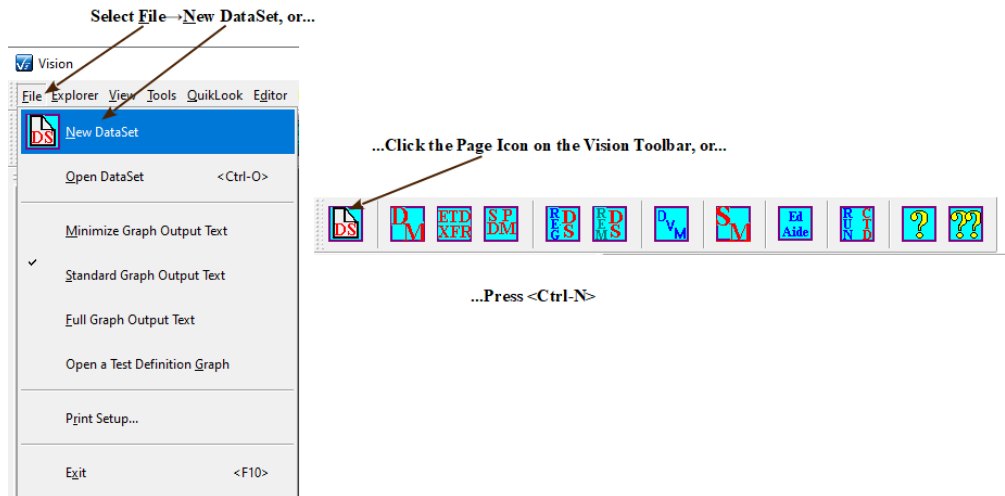 Select File→New DataSet, or...
Vision
File Explorer View Tools QuikLook Editor
DS New DataSet
Open DataSet <Ctrl-O>
Minimize Graph Output Text
Standard Graph Output Text
Full Graph Output Text
Open a Test Definition Graph
Print Setup...
Exit <F10>
...Click the Page Icon on the Vision Toolbar, or...
DS DM ETD XFR SP DM REG DS REM DS DVM SM Ed Aide RUN CTD ? ??
...Press <Ctrl-N>